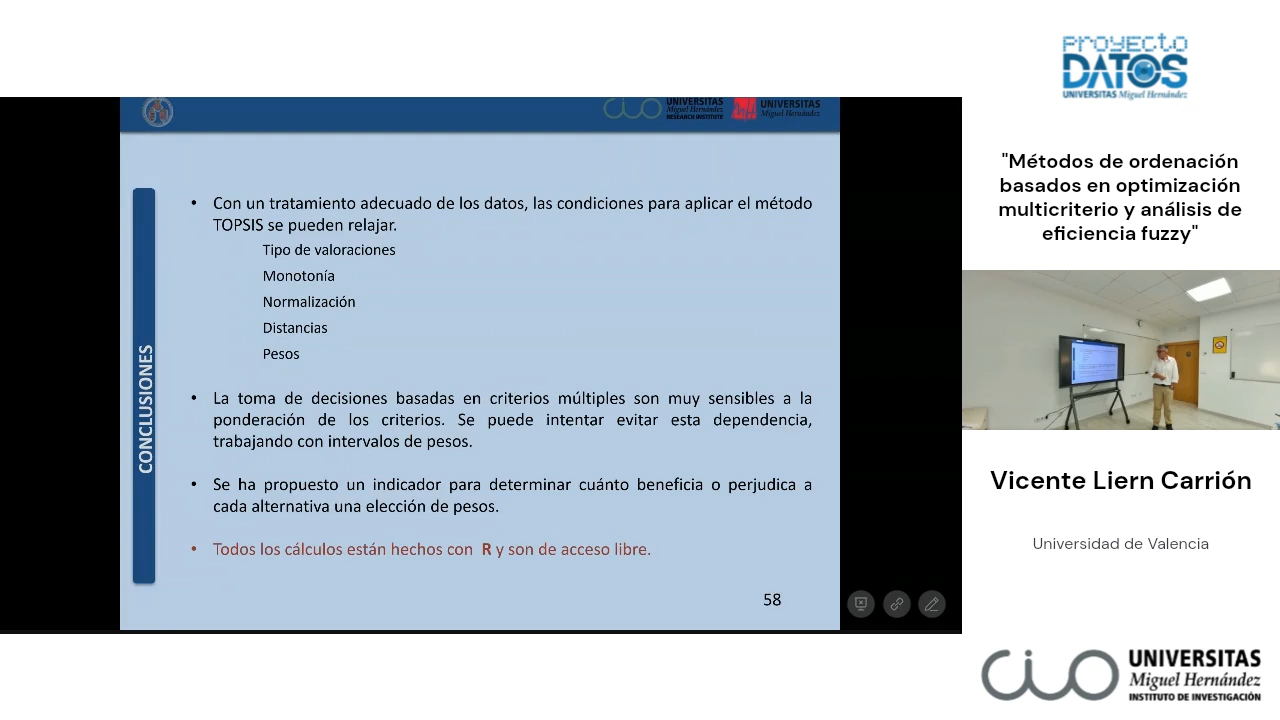 UNIVERSITAS
Miguel Hernández
RESEARCH INSTITUTE
UNIVERSITAS
Miguel Hernández
CONCLUSIONES
• Con un tratamiento adecuado de los datos, las condiciones para aplicar el método
TOPSIS se pueden relajar.
Tipo de valoraciones
Monotonía
Normalización
Distancias
Pesos
• La toma de decisiones basadas en criterios múltiples son muy sensibles a la
ponderación de los criterios. Se puede intentar evitar esta dependencia,
trabajando con intervalos de pesos.
• Se ha propuesto un indicador para determinar cuánto beneficia o perjudica a
cada alternativa una elección de pesos.
• Todos los cálculos están hechos con R y son de acceso libre.
58
PROYECTO
DATOS
UNIVERSITAS Miguel Hernández
"Métodos de ordenación
basados en optimización
multicriterio y análisis de
eficiencia fuzzy"
Vicente Liern Carrión
Universidad de Valencia
CIO
UNIVERSITAS
Miguel Hernández
INSTITUTO DE INVESTIGACIÓN